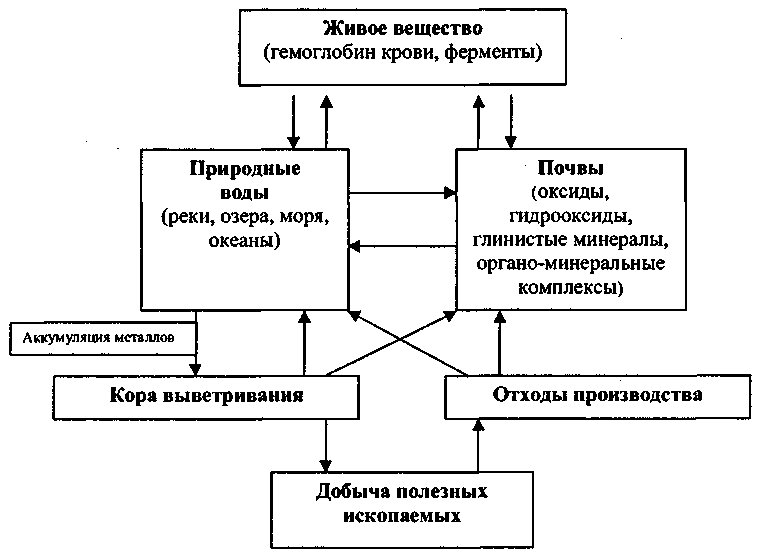 Живое вещество
(гемоглобин крови, ферменты)
Природные
воды
(реки, озера, моря,
океаны)
Почвы
(оксиды,
гидрооксиды,
глинистые минералы,
органо-минеральные
комплексы)
Аккумуляция металлов
Кора выветривания
Отходы производства
Добыча полезных
ископаемых